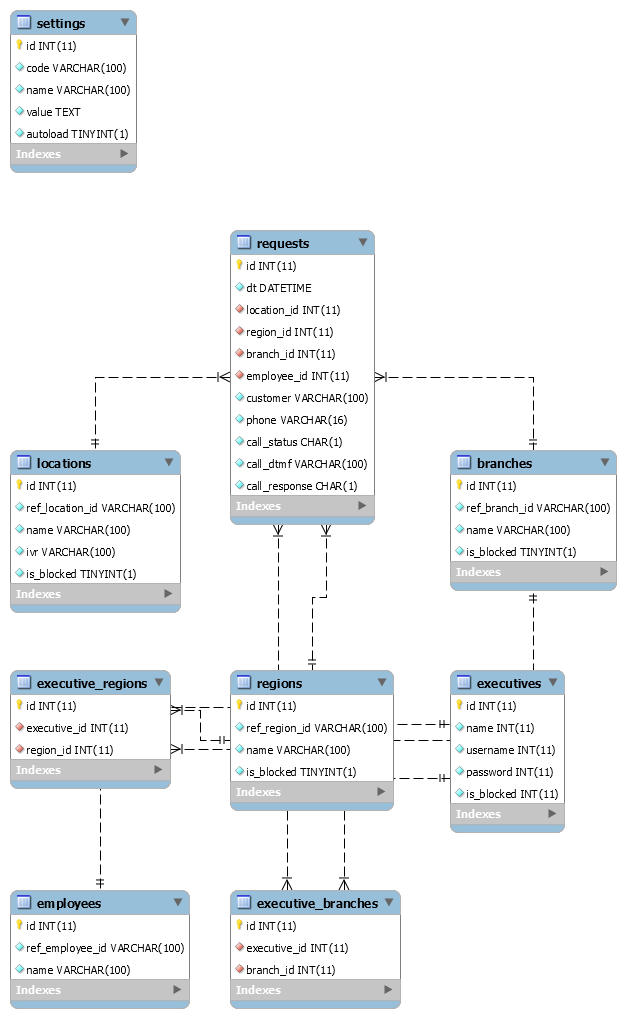 settings
id INT(11)
code VARCHAR(100)
name VARCHAR(100)
value TEXT
autoload TINYINT(1)
Indexes
requests
id INT(11)
dt DATETIME
location_id INT(11)
region_id INT(11)
branch_id INT(11)
employee_id INT(11)
customer VARCHAR(100)
phone VARCHAR(16)
call_status CHAR(1)
call_dtmf VARCHAR(100)
call_response CHAR(1)
Indexes
locations
id INT(11)
ref_location_id VARCHAR(100)
name VARCHAR(100)
ivr VARCHAR(100)
is_blocked TINYINT(1)
Indexes
branches
id INT(11)
ref_branch_id VARCHAR(100)
name VARCHAR(100)
is_blocked TINYINT(1)
Indexes
executive_regions
id INT(11)
executive_id INT(11)
region_id INT(11)
Indexes
regions
id INT(11)
ref_region_id VARCHAR(100)
name VARCHAR(100)
is_blocked TINYINT(1)
Indexes
executives
id INT(11)
name INT(11)
username INT(11)
password INT(11)
is_blocked INT(11)
Indexes
employees
id INT(11)
ref_employee_id VARCHAR(100)
name VARCHAR(100)
Indexes
executive_branches
id INT(11)
executive_id INT(11)
branch_id INT(11)
Indexes